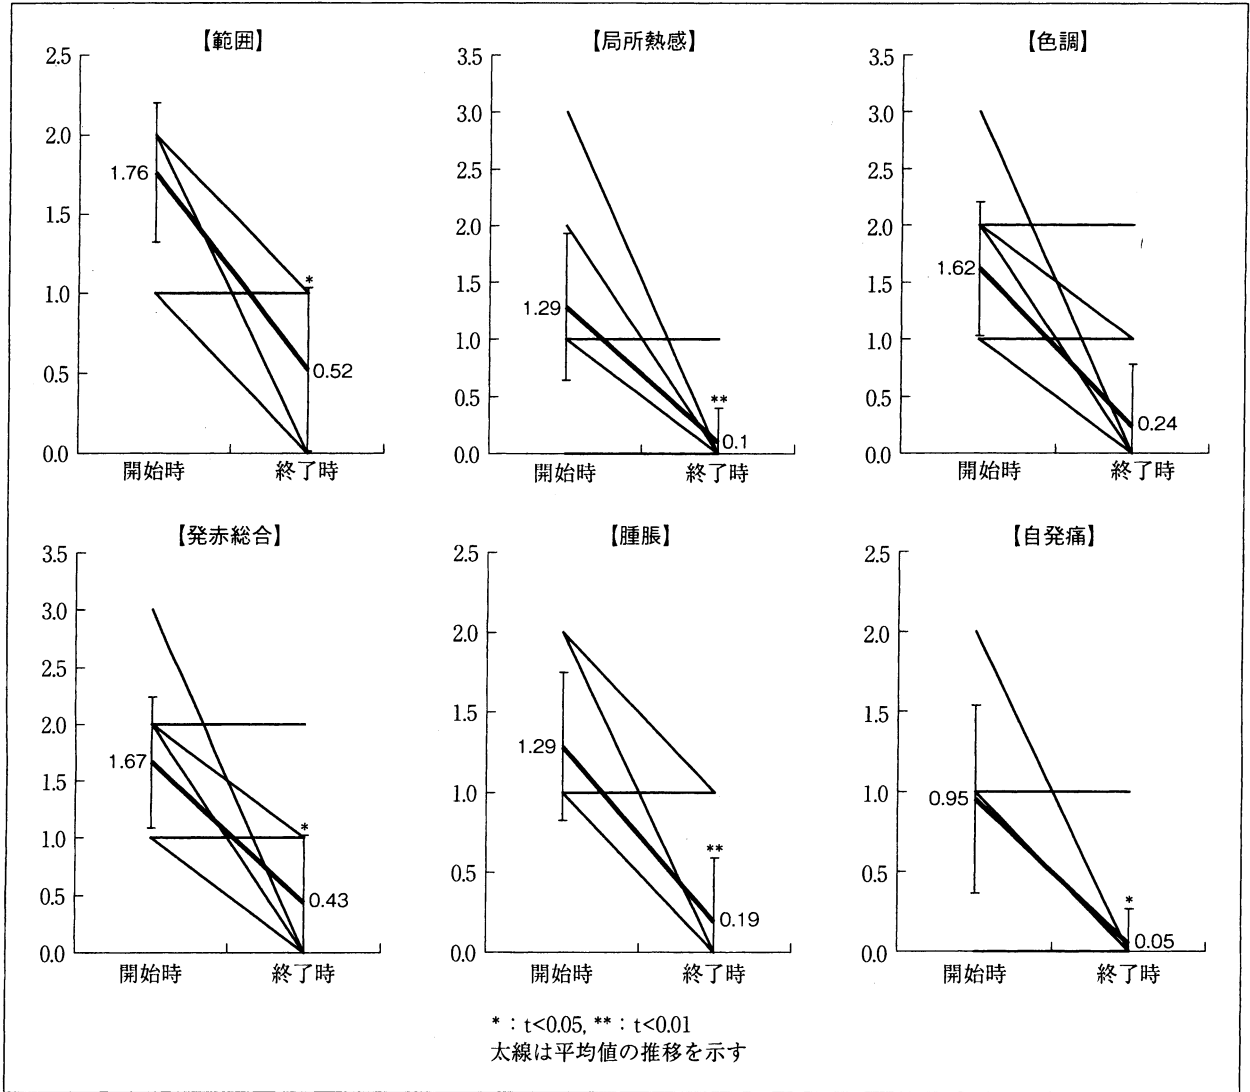 【範囲】
2.5
2.0
1.76
1.5
1.0
*
0.5
0.52
0.0
開始時
終了時
【局所熱感】
3.5
3.0
2.5
2.0
1.5
1.29
1.0
0.5
**
0.1
0.0
開始時
終了時
【色調】
3.5
3.0
2.5
2.0
1.62
1.5
1.0
0.5
0.24
0.0
開始時
終了時
【発赤総合】
3.5
3.0
2.5
2.0
1.67
1.5
1.0
*
0.5
0.43
0.0
開始時
終了時
【腫脹】
2.5
2.0
1.5
1.29
1.0
**
0.5
0.19
0.0
開始時
終了時
【自発痛】
2.5
2.0
1.5
1.0
0.95
0.5
*
0.05
0.0
開始時
終了時
*：t<0.05, **：t<0.01
太線は平均値の推移を示す